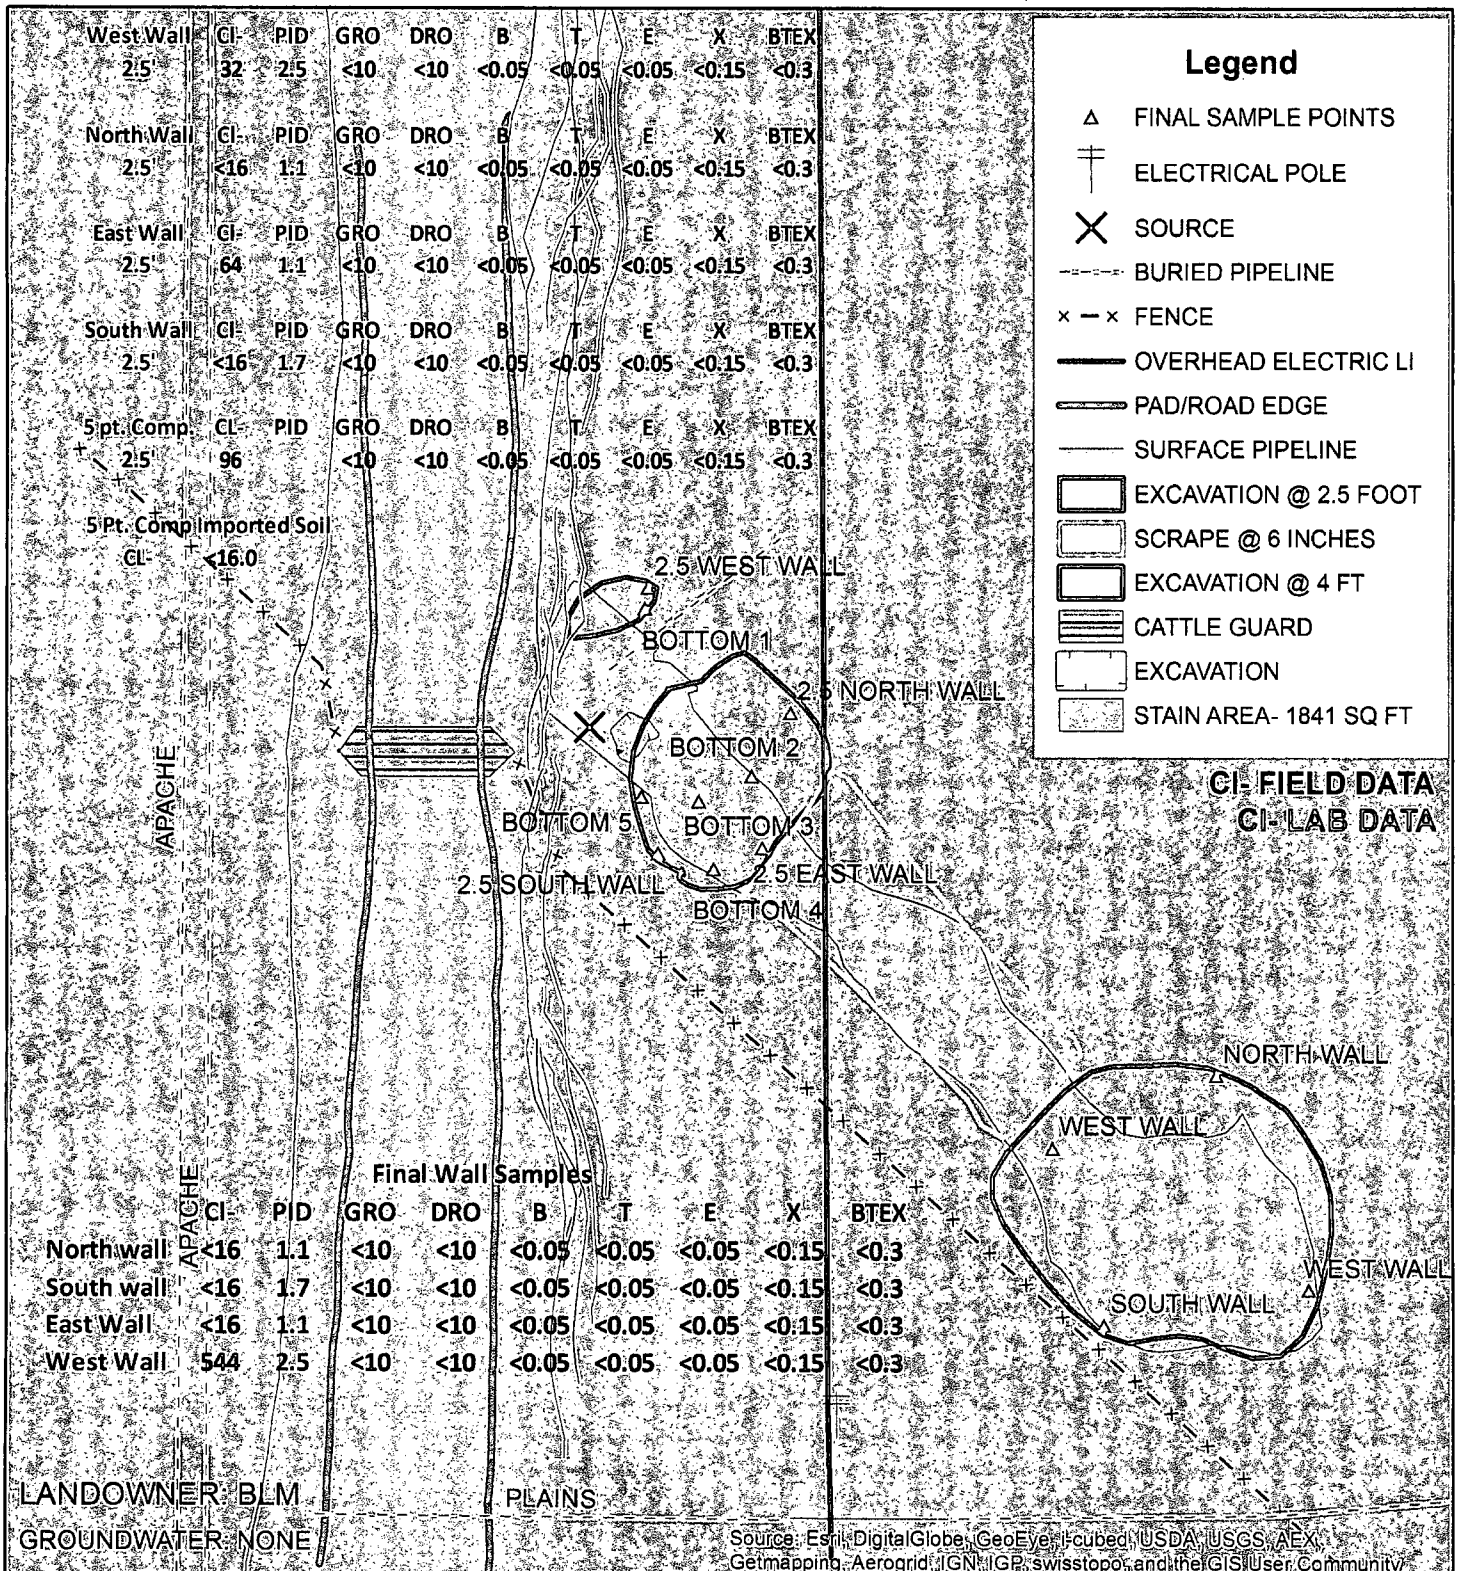 West Wall Cl- PID GRO DRO B T E X BTEX
2.5' 32 2.5 <10 <10 <0.05 <0.05 <0.05 <0.15 <0.3
North Wall Cl- PID GRO DRO B T E X BTEX
2.5' <16 1.1 <10 <10 <0.05 <0.05 <0.05 <0.15 <0.3
East Wall Cl- PID GRO DRO B T E X BTEX
2.5' 64 1.1 <10 <10 <0.05 <0.05 <0.05 <0.15 <0.3
South Wall Cl- PID GRO DRO B T E X BTEX
2.5' <16 1.7 <10 <10 <0.05 <0.05 <0.05 <0.15 <0.3
5 pt. Comp. CL- PID GRO DRO B T E X BTEX
2.5' 96 <10 <10 <0.05 <0.05 <0.05 <0.15 <0.3
5 Pt. Comp Imported Soil
CL- <16.0
Legend
FINAL SAMPLE POINTS
ELECTRICAL POLE
SOURCE
BURIED PIPELINE
FENCE
OVERHEAD ELECTRIC LI
PAD/ROAD EDGE
SURFACE PIPELINE
EXCAVATION @ 2.5 FOOT
SCRAPE @ 6 INCHES
EXCAVATION @ 4 FT
CATTLE GUARD
EXCAVATION
STAIN AREA- 1841 SQ FT
Cl- FIELD DATA
Cl- LAB DATA
2.5 WEST WALL
BOTTOM 1
2.5 NORTH WALL
BOTTOM 2
BOTTOM 5
BOTTOM 3
2.5 SOUTH WALL
2.5 EAST WALL
BOTTOM 4
APACHE
NORTH WALL
WEST WALL
WEST WALL
SOUTH WALL
APACHE
Final Wall Samples
Cl- PID GRO DRO B T E X BTEX
North wall <16 1.1 <10 <10 <0.05 <0.05 <0.05 <0.15 <0.3
South wall <16 1.7 <10 <10 <0.05 <0.05 <0.05 <0.15 <0.3
East Wall <16 1.1 <10 <10 <0.05 <0.05 <0.05 <0.15 <0.3
West Wall 544 2.5 <10 <10 <0.05 <0.05 <0.05 <0.15 <0.3
LANDOWNER BLM
PLAINS
GROUNDWATER NONE
Source: Esri, DigitalGlobe, GeoEye, i-cubed, USDA, USGS, AEX,
Getmapping, Aerogrid, IGN, IGP, swisstopo, and the GIS User Community